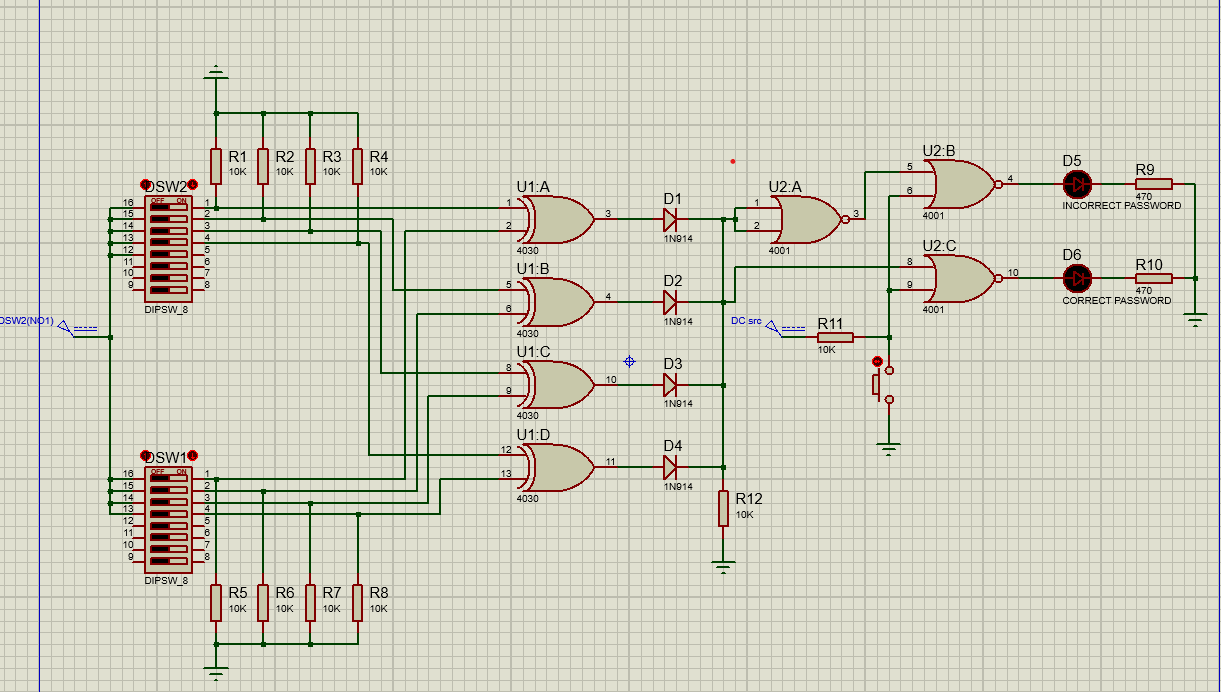 R1
10K
R2
10K
R3
10K
R4
10K
DSW2
OFF ON
16
15
14
13
12
11
10
9
1
2
3
4
5
6
7
8
DIPSW_8
DSW2(NO1)
DSW1
OFF ON
16
15
14
13
12
11
10
9
1
2
3
4
5
6
7
8
DIPSW_8
R5
10K
R6
10K
R7
10K
R8
10K
U1:A
1
2
3
4030
U1:B
5
6
4
4030
U1:C
8
9
10
4030
U1:D
12
13
11
4030
D1
1N914
D2
1N914
D3
1N914
D4
1N914
R12
10K
U2:A
1
2
3
4001
DC src
R11
10K
U2:B
5
6
4
4001
U2:C
8
9
10
4001
D5
INCORRECT PASSWORD
R9
470
D6
CORRECT PASSWORD
R10
470